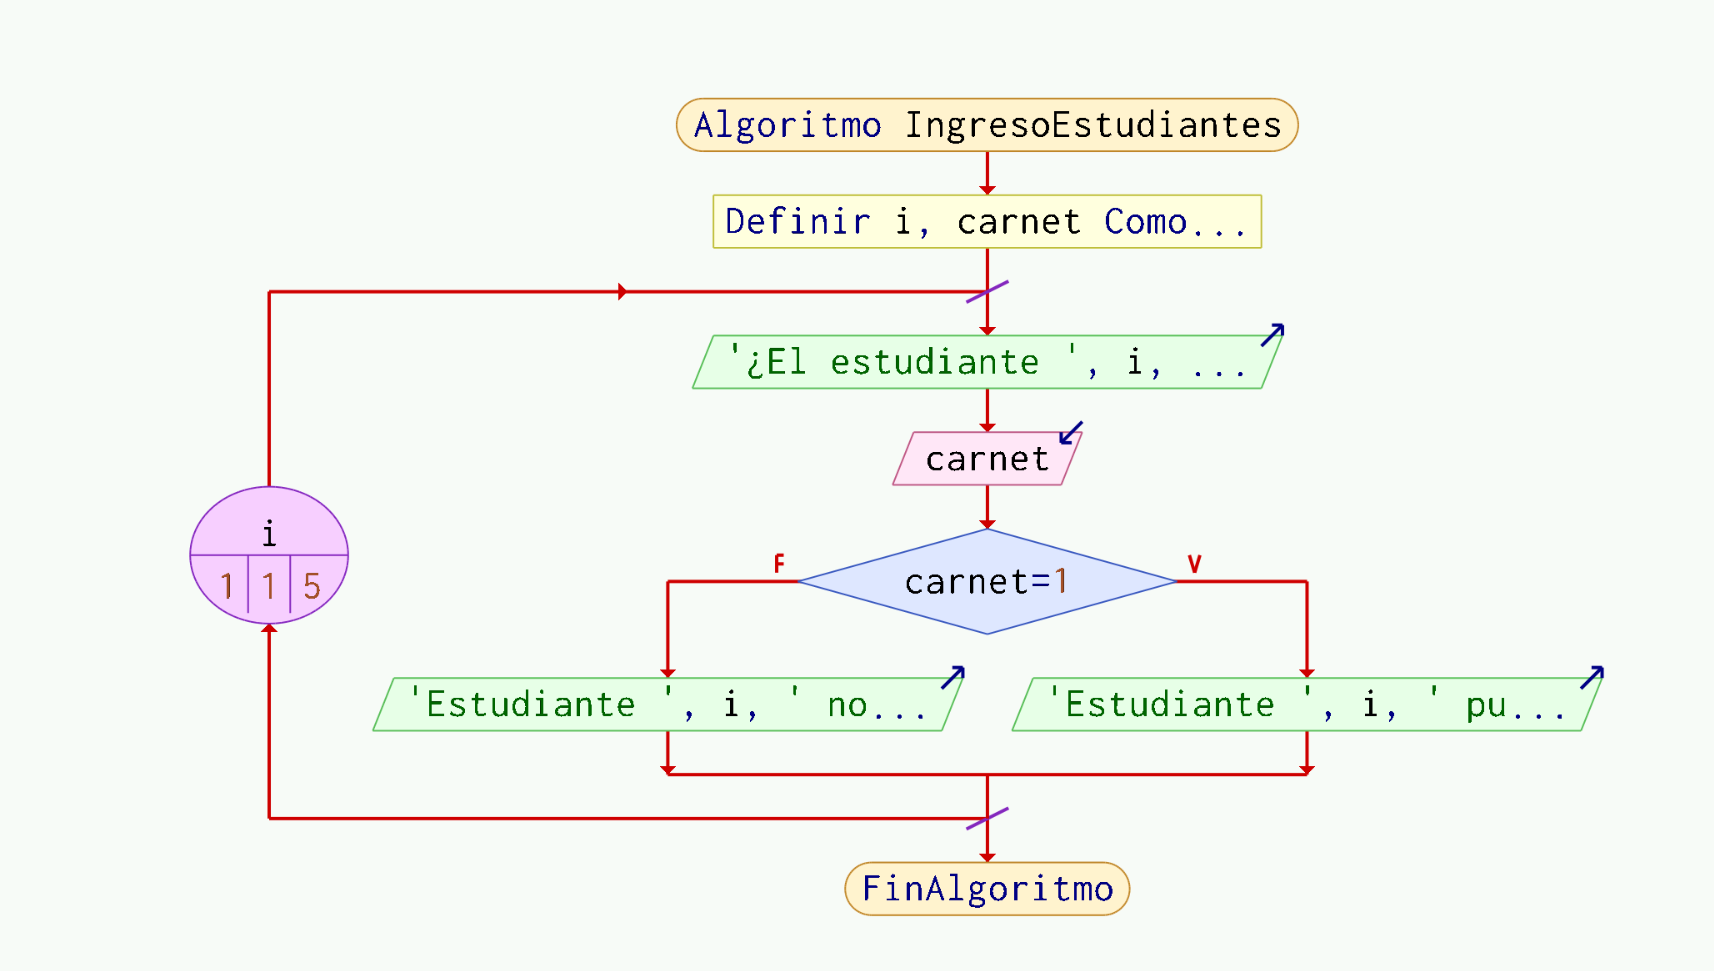 Algoritmo IngresoEstudiantes
Definir i, carnet Como...
'¿El estudiante ', i, ...
carnet
i
1 1 5
F
carnet=1
V
'Estudiante ', i, ' no...
'Estudiante ', i, ' pu...
FinAlgoritmo